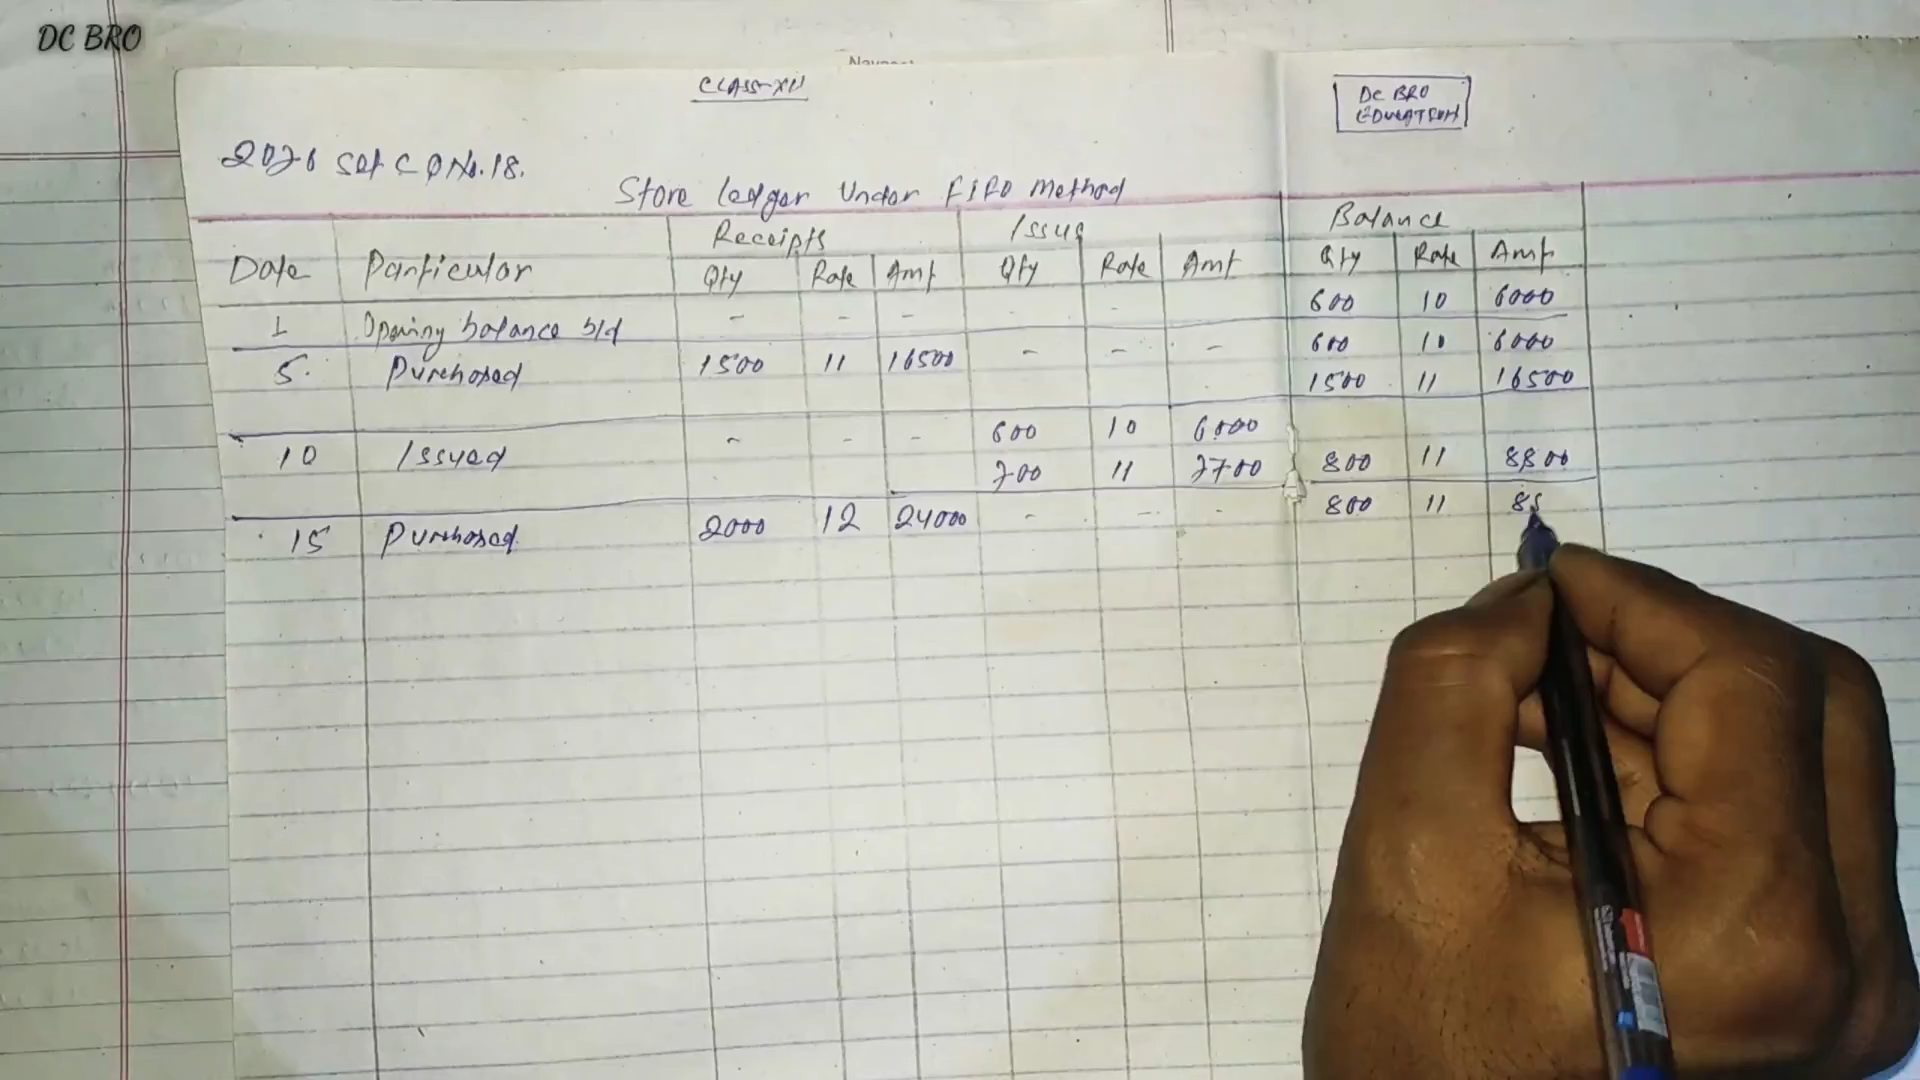 DC BRO
CLASS-XII
DC BRO
EDUCATION
2076 Set C Q No. 18.
Store Ledger Under FIFO Method
Date Particular Receipts Issue Balance
Qty Rate Amt Qty Rate Amt Qty Rate Amt
1 Opening balance b/d - - - - - - 600 10 6000
5. Purchased 1500 11 16500 - - - 600 10 6000
1500 11 16500
10 Issued - - - 600 10 6000
700 11 7700 800 11 8800
15 Purchased 2000 12 24000 - - - 800 11 88